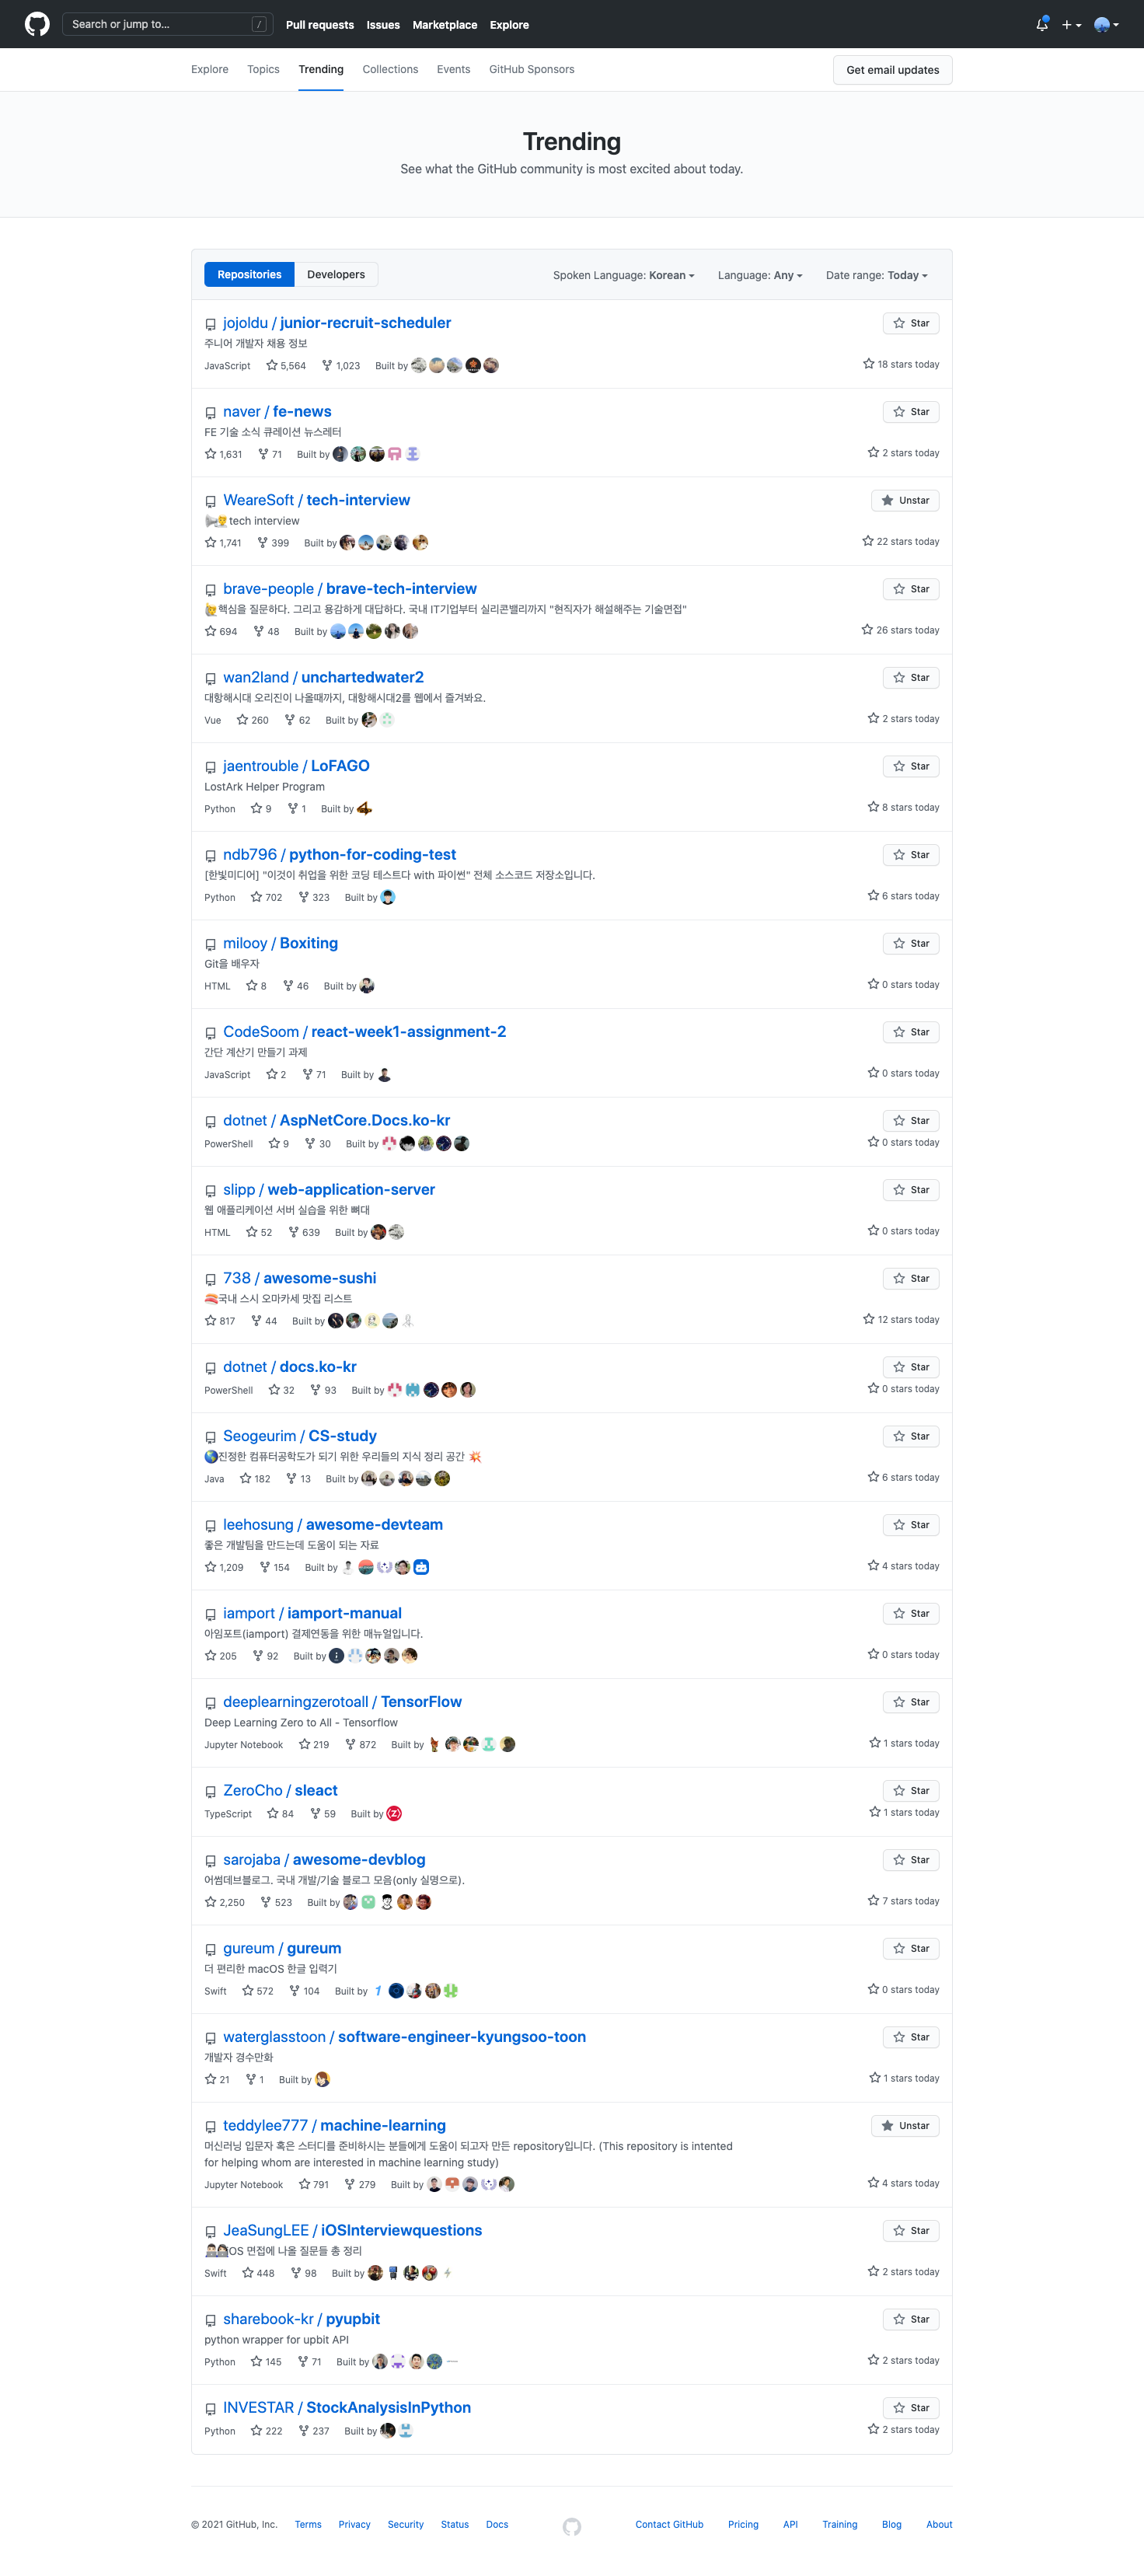 Search or jump to... /
Pull requests Issues Marketplace Explore
Explore Topics Trending Collections Events GitHub Sponsors Get email updates
Trending
See what the GitHub community is most excited about today.
Repositories Developers Spoken Language: Korean Language: Any Date range: Today
jojoldu / junior-recruit-scheduler Star
주니어 개발자 채용 정보
JavaScript 5,564 1,023 Built by 18 stars today
naver / fe-news Star
FE 기술 소식 큐레이션 뉴스레터
1,631 71 Built by 2 stars today
WeareSoft / tech-interview Unstar
tech interview
1,741 399 Built by 22 stars today
brave-people / brave-tech-interview Star
핵심을 질문하다. 그리고 용감하게 대답하다. 국내 IT기업부터 실리콘밸리까지 "현직자가 해설해주는 기술면접"
694 48 Built by 26 stars today
wan2land / unchartedwater2 Star
대항해시대 오리진이 나올때까지, 대항해시대2를 웹에서 즐겨봐요.
Vue 260 62 Built by 2 stars today
jaentrouble / LoFAGO Star
LostArk Helper Program
Python 9 1 Built by 8 stars today
ndb796 / python-for-coding-test Star
[한빛미디어] "이것이 취업을 위한 코딩 테스트다 with 파이썬" 전체 소스코드 저장소입니다.
Python 702 323 Built by 6 stars today
milooy / Boxiting Star
Git을 배우자
HTML 8 46 Built by 0 stars today
CodeSoom / react-week1-assignment-2 Star
간단 계산기 만들기 과제
JavaScript 2 71 Built by 0 stars today
dotnet / AspNetCore.Docs.ko-kr Star
PowerShell 9 30 Built by 0 stars today
slipp / web-application-server Star
웹 애플리케이션 서버 실습을 위한 뼈대
HTML 52 639 Built by 0 stars today
738 / awesome-sushi Star
국내 스시 오마카세 맛집 리스트
817 44 Built by 12 stars today
dotnet / docs.ko-kr Star
PowerShell 32 93 Built by 0 stars today
Seogeurim / CS-study Star
진정한 컴퓨터공학도가 되기 위한 우리들의 지식 정리 공간
Java 182 13 Built by 6 stars today
leehosung / awesome-devteam Star
좋은 개발팀을 만드는데 도움이 되는 자료
1,209 154 Built by 4 stars today
iamport / iamport-manual Star
아임포트(iamport) 결제연동을 위한 매뉴얼입니다.
205 92 Built by 0 stars today
deeplearningzerotoall / TensorFlow Star
Deep Learning Zero to All - Tensorflow
Jupyter Notebook 219 872 Built by 1 stars today
ZeroCho / sleact Star
TypeScript 84 59 Built by 1 stars today
sarojaba / awesome-devblog Star
어썸데브블로그. 국내 개발/기술 블로그 모음(only 실명으로).
2,250 523 Built by 7 stars today
gureum / gureum Star
더 편리한 macOS 한글 입력기
Swift 572 104 Built by 0 stars today
waterglasstoon / software-engineer-kyungsoo-toon Star
개발자 경수만화
21 1 Built by 1 stars today
teddylee777 / machine-learning Unstar
머신러닝 입문자 혹은 스터디를 준비하시는 분들에게 도움이 되고자 만든 repository입니다. (This repository is intended
for helping whom are interested in machine learning study)
Jupyter Notebook 791 279 Built by 4 stars today
JeaSungLEE / iOSInterviewquestions Star
OS 면접에 나올 질문들 총 정리
Swift 448 98 Built by 2 stars today
sharebook-kr / pyupbit Star
python wrapper for upbit API
Python 145 71 Built by 2 stars today
INVESTAR / StockAnalysisInPython Star
Python 222 237 Built by 2 stars today
© 2021 GitHub, Inc. Terms Privacy Security Status Docs Contact GitHub Pricing API Training Blog About